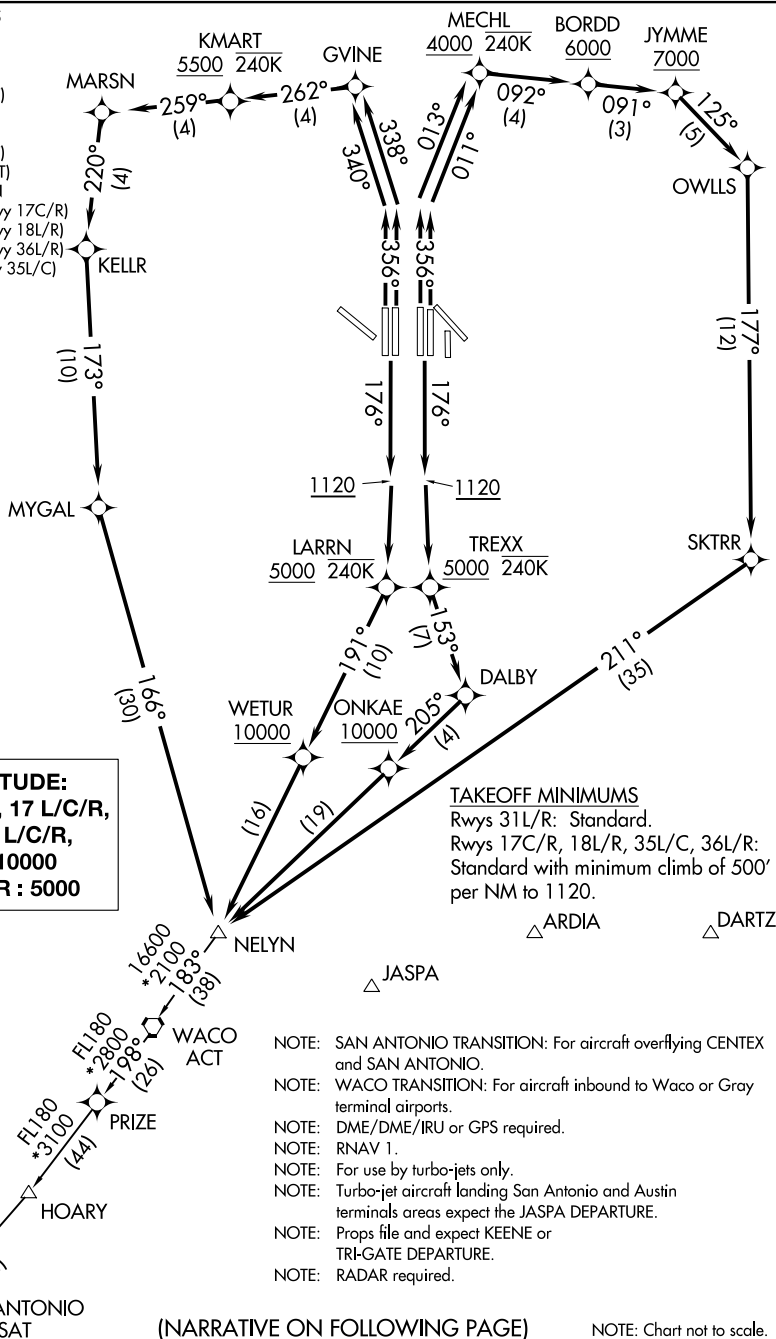 MECHL
4000 240K
BORDD
6000
JYMME
7000
KMART
5500 240K
GVINE
MARSN
259°
(4)
262°
(4)
338°
340°
013°
011°
092°
(4)
091°
(3)
125°
(5)
OWLLS
220°
(4)
)
)
T)
y 17C/R)
y 18L/R)
y 36L/R)
35L/C)
KELLR
356°
356°
173°
(10)
177°
(12)
176°
176°
1120
1120
MYGAL
LARRN
5000 240K
TREXX
5000 240K
SKTRR
153°
(7)
191°
(10)
DALBY
211°
(35)
166°
(30)
WETUR
10000
ONKAE
10000
205°
(4)
(16)
(19)
TUDE:
, 17 L/C/R,
L/C/R,
10000
R : 5000
TAKEOFF MINIMUMS
Rwys 31L/R: Standard.
Rwys 17C/R, 18L/R, 35L/C, 36L/R:
Standard with minimum climb of 500'
per NM to 1120.
NELYN
ARDIA
DARTZ
JASPA
16600
*2100
183°
(38)
WACO
ACT
FL180
*2800
198°
(26)
PRIZE
FL180
*3100
(44)
HOARY
NOTE: SAN ANTONIO TRANSITION: For aircraft overflying CENTEX
and SAN ANTONIO.
NOTE: WACO TRANSITION: For aircraft inbound to Waco or Gray
terminal airports.
NOTE: DME/DME/IRU or GPS required.
NOTE: RNAV 1.
NOTE: For use by turbo-jets only.
NOTE: Turbo-jet aircraft landing San Antonio and Austin
terminals areas expect the JASPA DEPARTURE.
NOTE: Props file and expect KEENE or
TRI-GATE DEPARTURE.
NOTE: RADAR required.
ANTONIO
SAT
(NARRATIVE ON FOLLOWING PAGE)
NOTE: Chart not to scale.